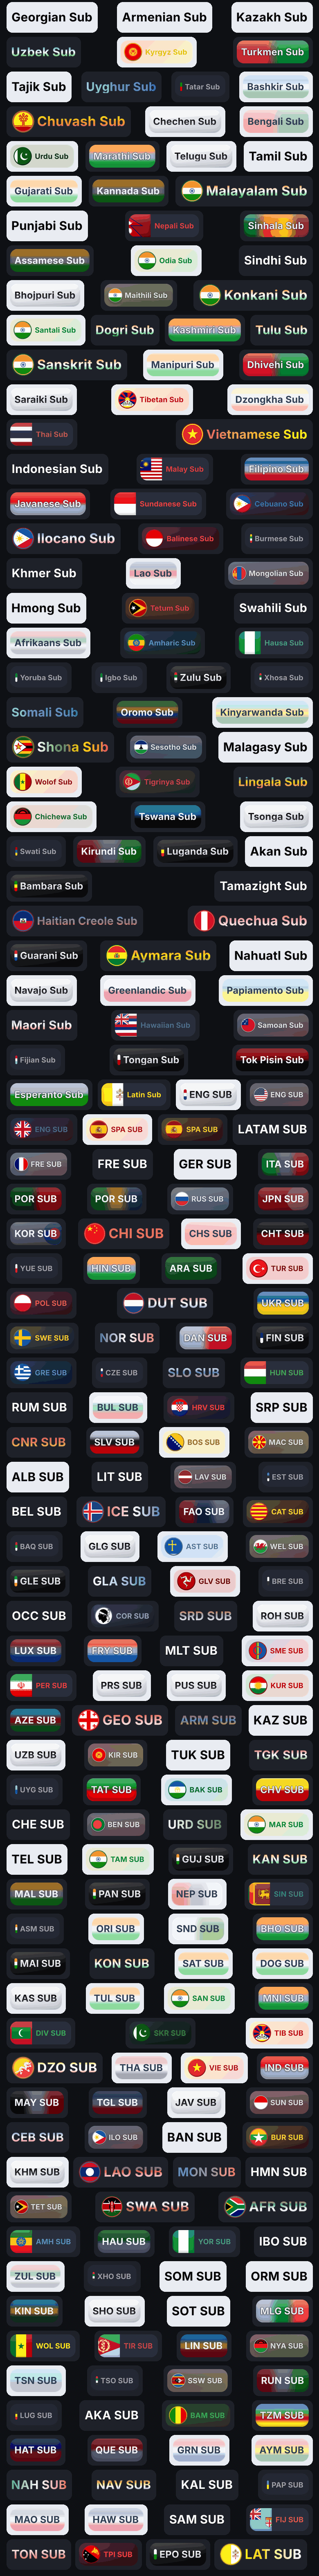 Georgian Sub Armenian Sub Kazakh Sub
Uzbek Sub Kyrgyz Sub Turkmen Sub
Tajik Sub Uyghur Sub Tatar Sub Bashkir Sub
Chuvash Sub Chechen Sub Bengali Sub
Urdu Sub Marathi Sub Telugu Sub Tamil Sub
Gujarati Sub Kannada Sub Malayalam Sub
Punjabi Sub Nepali Sub Sinhala Sub
Assamese Sub Odia Sub Sindhi Sub
Bhojpuri Sub Maithili Sub Konkani Sub
Santali Sub Dogri Sub Kashmiri Sub Tulu Sub
Sanskrit Sub Manipuri Sub Dhivehi Sub
Saraiki Sub Tibetan Sub Dzongkha Sub
Thai Sub Vietnamese Sub
Indonesian Sub Malay Sub Filipino Sub
Javanese Sub Sundanese Sub Cebuano Sub
Ilocano Sub Balinese Sub Burmese Sub
Khmer Sub Lao Sub Mongolian Sub
Hmong Sub Tetum Sub Swahili Sub
Afrikaans Sub Amharic Sub Hausa Sub
Yoruba Sub Igbo Sub Zulu Sub Xhosa Sub
Somali Sub Oromo Sub Kinyarwanda Sub
Shona Sub Sesotho Sub Malagasy Sub
Wolof Sub Tigrinya Sub Lingala Sub
Chichewa Sub Tswana Sub Tsonga Sub
Swati Sub Kirundi Sub Luganda Sub Akan Sub
Bambara Sub Tamazight Sub
Haitian Creole Sub Quechua Sub
Guarani Sub Aymara Sub Nahuatl Sub
Navajo Sub Greenlandic Sub Papiamento Sub
Maori Sub Hawaiian Sub Samoan Sub
Fijian Sub Tongan Sub Tok Pisin Sub
Esperanto Sub Latin Sub ENG SUB ENG SUB
ENG SUB SPA SUB SPA SUB LATAM SUB
FRE SUB FRE SUB GER SUB ITA SUB
POR SUB POR SUB RUS SUB JPN SUB
KOR SUB CHI SUB CHS SUB CHT SUB
YUE SUB HIN SUB ARA SUB TUR SUB
POL SUB DUT SUB UKR SUB
SWE SUB NOR SUB DAN SUB FIN SUB
GRE SUB CZE SUB SLO SUB HUN SUB
RUM SUB BUL SUB HRV SUB SRP SUB
CNR SUB SLV SUB BOS SUB MAC SUB
ALB SUB LIT SUB LAV SUB EST SUB
BEL SUB ICE SUB FAO SUB CAT SUB
BAQ SUB GLG SUB AST SUB WEL SUB
GLE SUB GLA SUB GLV SUB BRE SUB
OCC SUB COR SUB SRD SUB ROH SUB
LUX SUB FRY SUB MLT SUB SME SUB
PER SUB PRS SUB PUS SUB KUR SUB
AZE SUB GEO SUB ARM SUB KAZ SUB
UZB SUB KIR SUB TUK SUB TGK SUB
UYG SUB TAT SUB BAK SUB CHV SUB
CHE SUB BEN SUB URD SUB MAR SUB
TEL SUB TAM SUB GUJ SUB KAN SUB
MAL SUB PAN SUB NEP SUB SIN SUB
ASM SUB ORI SUB SND SUB BHO SUB
MAI SUB KON SUB SAT SUB DOG SUB
KAS SUB TUL SUB SAN SUB MNI SUB
DIV SUB SKR SUB TIB SUB
DZO SUB THA SUB VIE SUB IND SUB
MAY SUB TGL SUB JAV SUB SUN SUB
CEB SUB ILO SUB BAN SUB BUR SUB
KHM SUB LAO SUB MON SUB HMN SUB
TET SUB SWA SUB AFR SUB
AMH SUB HAU SUB YOR SUB IBO SUB
ZUL SUB XHO SUB SOM SUB ORM SUB
KIN SUB SHO SUB SOT SUB MLG SUB
WOL SUB TIR SUB LIN SUB NYA SUB
TSN SUB TSO SUB SSW SUB RUN SUB
LUG SUB AKA SUB BAM SUB TZM SUB
HAT SUB QUE SUB GRN SUB AYM SUB
NAH SUB NAV SUB KAL SUB PAP SUB
MAO SUB HAW SUB SAM SUB FIJ SUB
TON SUB TPI SUB EPO SUB LAT SUB